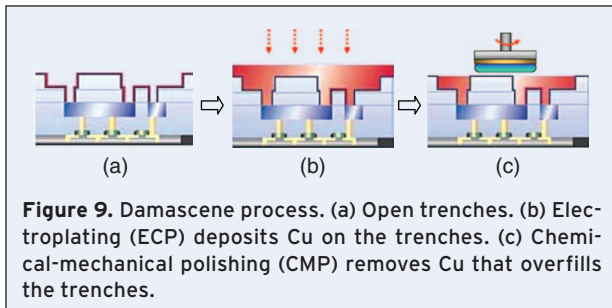 (a)
(b)
(c)
Figure 9. Damascene process. (a) Open trenches. (b) Elec-
troplating (ECP) deposits Cu on the trenches. (c) Chemi-
cal-mechanical polishing (CMP) removes Cu that overfills
the trenches.